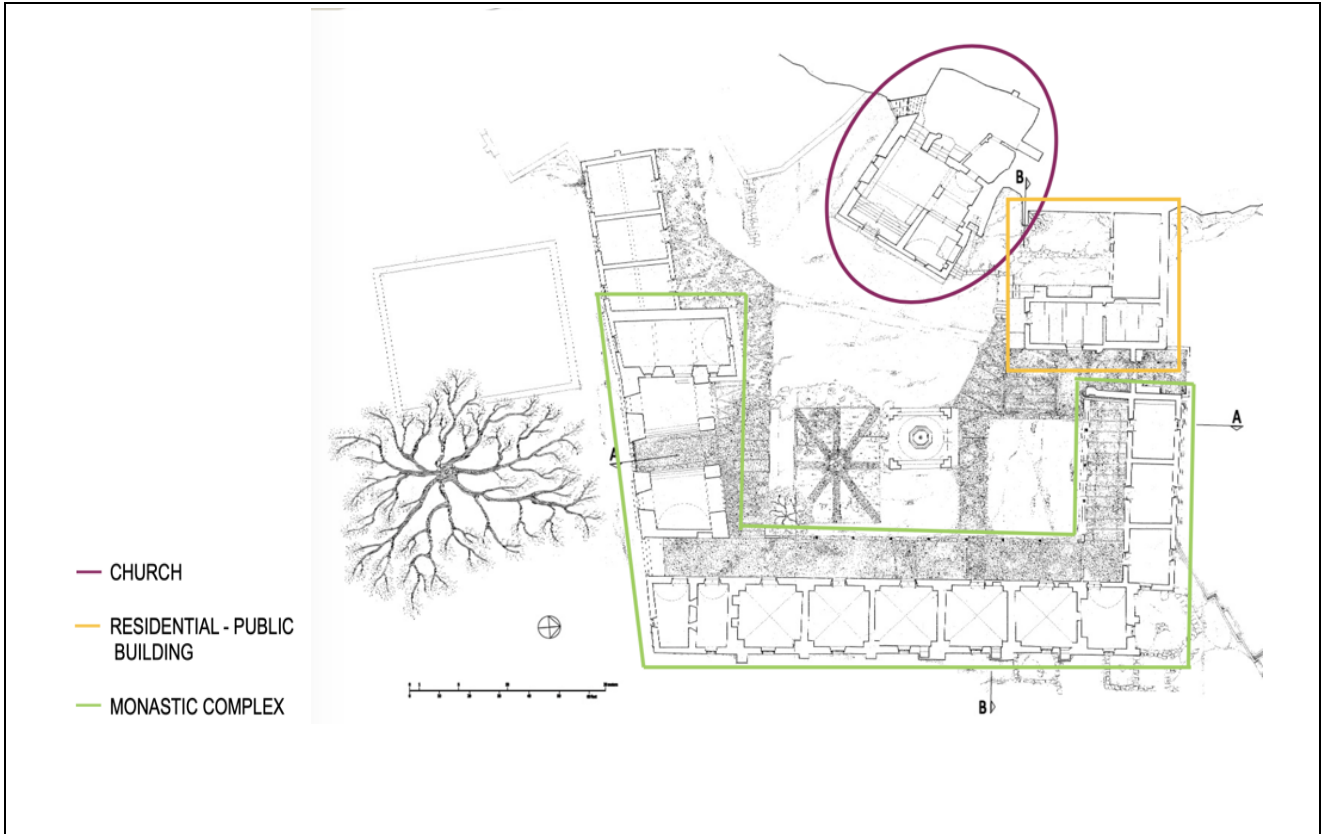 B
A
A
CHURCH
RESIDENTIAL - PUBLIC
BUILDING
MONASTIC COMPLEX
B